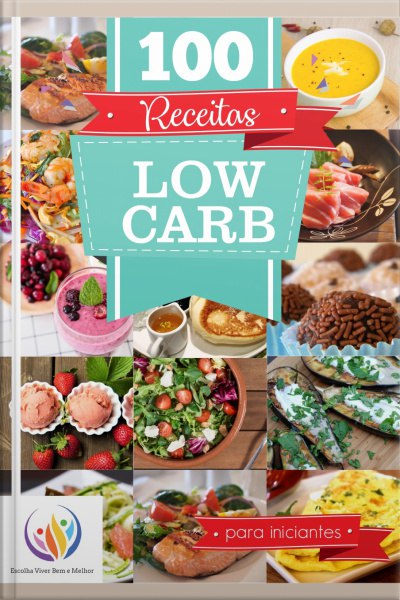 100
Receitas
LOW
CARB
para iniciantes
Escolha Viver Bem e Melhor